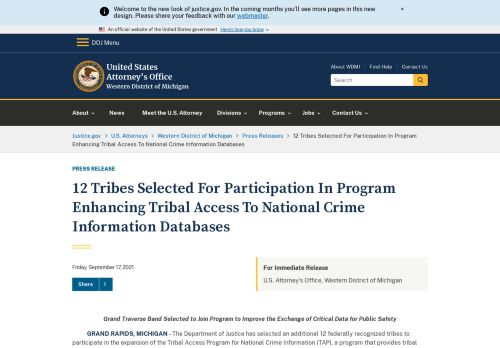 Welcome to the new look of justice.gov. In the coming months you'll see more pages in this new
design. Please share your feedback with our webmaster.
×
An official website of the United States government Here's how you know
DOJ Menu
United States
Attorney's Office
Western District of Michigan
About WDMI | Find Help | Contact Us
Search
About News Meet the U.S. Attorney Divisions Programs Jobs Contact Us
Justice.gov > U.S. Attorneys > Western District of Michigan > Press Releases > 12 Tribes Selected For Participation In Program
Enhancing Tribal Access To National Crime Information Databases
PRESS RELEASE
12 Tribes Selected For Participation In Program
Enhancing Tribal Access To National Crime
Information Databases
Friday, September 17, 2021
Share >
For Immediate Release
U.S. Attorney's Office, Western District of Michigan
Grand Traverse Band Selected to Join Program to Improve the Exchange of Critical Data for Public Safety
GRAND RAPIDS, MICHIGAN – The Department of Justice has selected an additional 12 federally recognized tribes to
participate in the expansion of the Tribal Access Program for National Crime Information (TAP), a program that provides tribal